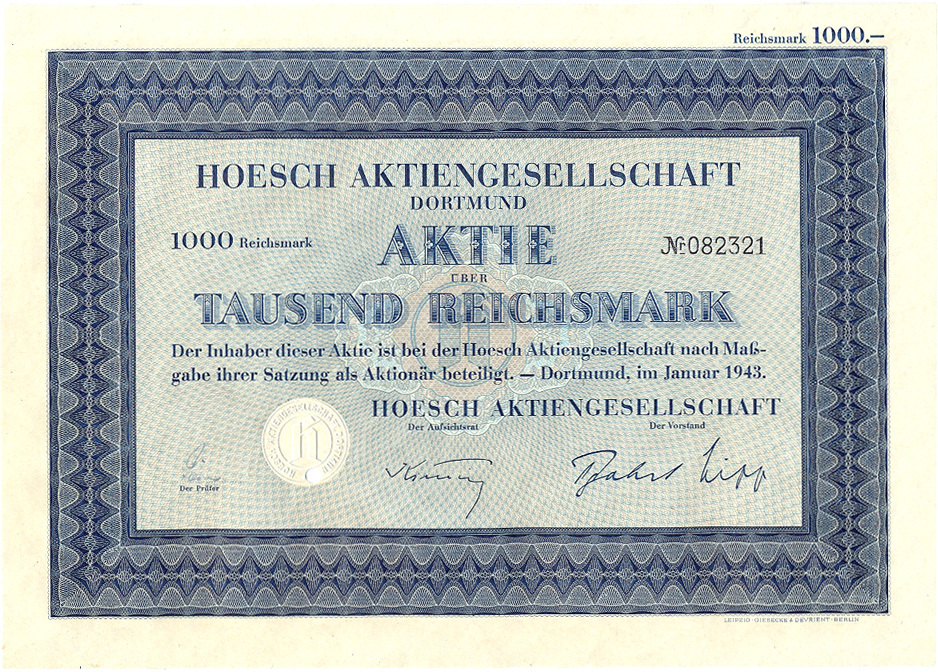 Reichsmark 1000.—
HOESCH AKTIENGESELLSCHAFT
DORTMUND
1000 Reichsmark
AKTIE
№ 082321
ÜBER
TAUSEND REICHSMARK
Der Inhaber dieser Aktie ist bei der Hoesch Aktiengesellschaft nach Maß-
gabe ihrer Satzung als Aktionär beteiligt. — Dortmund, im Januar 1943.
HOESCH AKTIENGESELLSCHAFT
Der Aufsichtsrat
Der Vorstand
Der Prüfer
LEIPZIG · GIESECKE & DEVRIENT · BERLIN